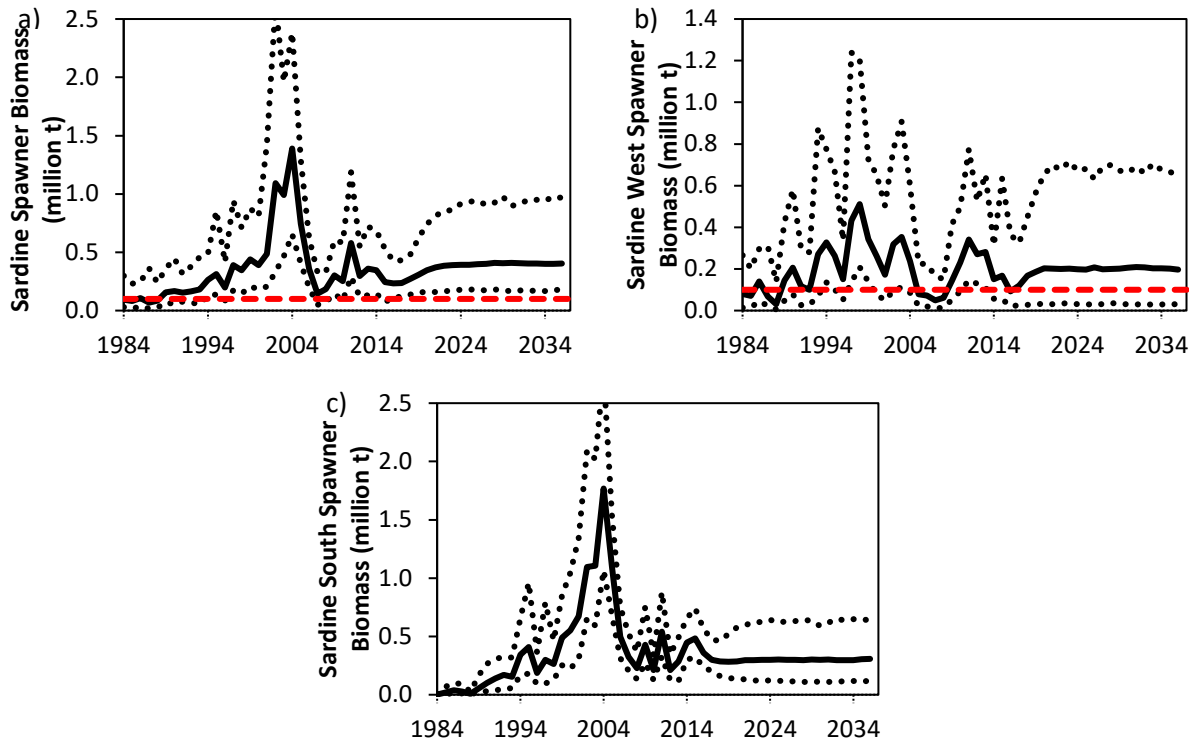 a)
Sardine Spawner Biomass
(million t)
2.5
2.0
1.5
1.0
0.5
0.0
1984 1994 2004 2014 2024 2034
b)
Sardine West Spawner
Biomass (million t)
1.4
1.2
1.0
0.8
0.6
0.4
0.2
0.0
1984 1994 2004 2014 2024 2034
c)
Sardine South Spawner
Biomass (million t)
2.5
2.0
1.5
1.0
0.5
0.0
1984 1994 2004 2014 2024 2034